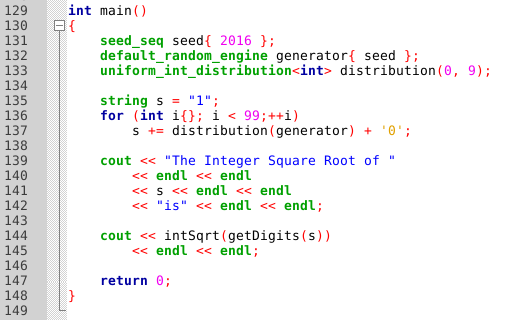 129 int main()
130 {
131     seed_seq seed{ 2016 };
132     default_random_engine generator{ seed };
133     uniform_int_distribution<int> distribution(0, 9);
134
135     string s = "1";
136     for (int i{}; i < 99;++i)
137         s += distribution(generator) + '0';
138
139     cout << "The Integer Square Root of "
140         << endl << endl
141         << s << endl << endl
142         << "is" << endl << endl;
143
144     cout << intSqrt(getDigits(s))
145         << endl << endl;
146
147     return 0;
148 }
149